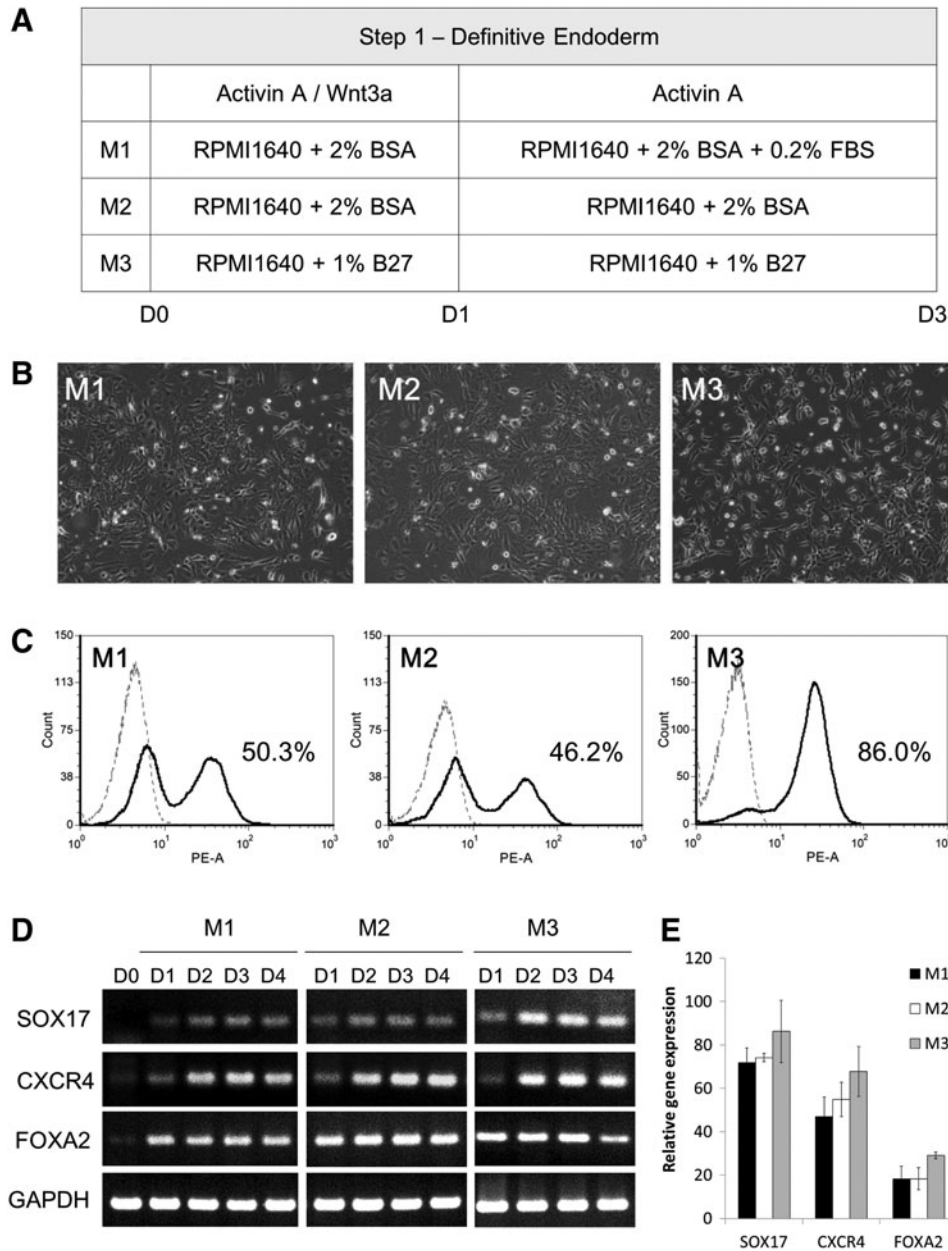 A
Step 1 – Definitive Endoderm
Activin A / Wnt3a Activin A
M1 RPMI1640 + 2% BSA RPMI1640 + 2% BSA + 0.2% FBS
M2 RPMI1640 + 2% BSA RPMI1640 + 2% BSA
M3 RPMI1640 + 1% B27 RPMI1640 + 1% B27
D0 D1 D3
B
M1 M2 M3
C
M1
50.3%
Count
150
113
75
38
0
10^0 10^1 10^2 10^3
PE-A
M2
46.2%
Count
150
113
75
38
0
10^0 10^1 10^2 10^3
PE-A
M3
86.0%
Count
200
150
100
50
0
10^0 10^1 10^2
PE-A
D
M1 M2 M3
D0 D1 D2 D3 D4 D1 D2 D3 D4 D1 D2 D3 D4
SOX17
CXCR4
FOXA2
GAPDH
E
Relative gene expression
120
100
80
60
40
20
0
SOX17 CXCR4 FOXA2
M1
M2
M3